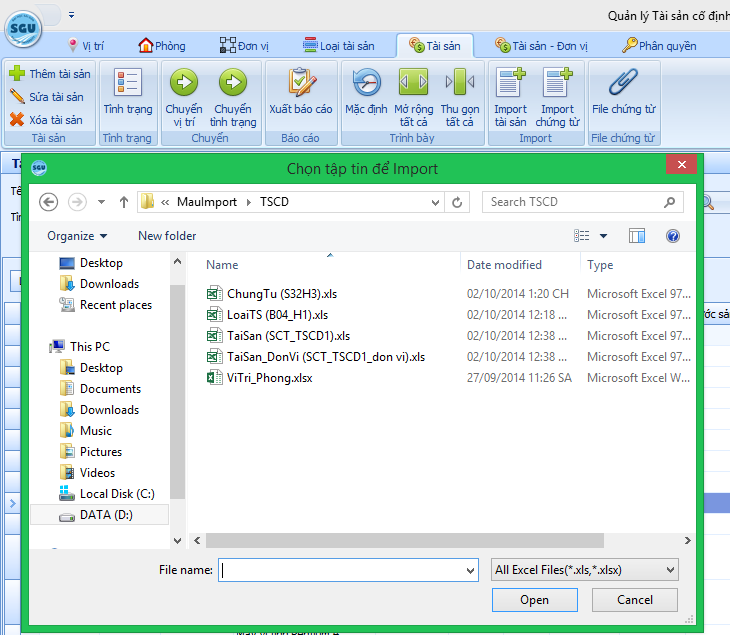 SGU
Quản lý Tài sản cố định
Vị trí
Phòng
Đơn vị
Loại tài sản
Tài sản
Tài sản - Đơn vị
Phân quyền
Thêm tài sản
Sửa tài sản
Xóa tài sản
Tài sản
Tình trạng
Tình trạng
Chuyển vị trí
Chuyển tình trạng
Chuyển
Xuất báo cáo
Báo cáo
Mặc định
Mở rộng tất cả
Thu gọn tất cả
Trình bày
Import tài sản
Import chứng từ
Import
File chứng từ
File chứng từ
SGU
Chọn tập tin để Import
« MauImport TSCD
Search TSCD
Organize
New folder
Desktop
Downloads
Recent places
This PC
Desktop
Documents
Downloads
Music
Pictures
Videos
Local Disk (C:)
DATA (D:)
Name Date modified Type
ChungTu (S32H3).xls 02/10/2014 1:20 CH Microsoft Excel 97...
LoaiTS (B04_H1).xls 02/10/2014 12:18 ... Microsoft Excel 97...
TaiSan (SCT_TSCD1).xls 02/10/2014 12:38 ... Microsoft Excel 97...
TaiSan_DonVi (SCT_TSCD1_don vi).xls 02/10/2014 12:38 ... Microsoft Excel 97...
ViTri_Phong.xlsx 27/09/2014 11:26 SA Microsoft Excel W...
File name:
All Excel Files(*.xls,*.xlsx)
Open
Cancel